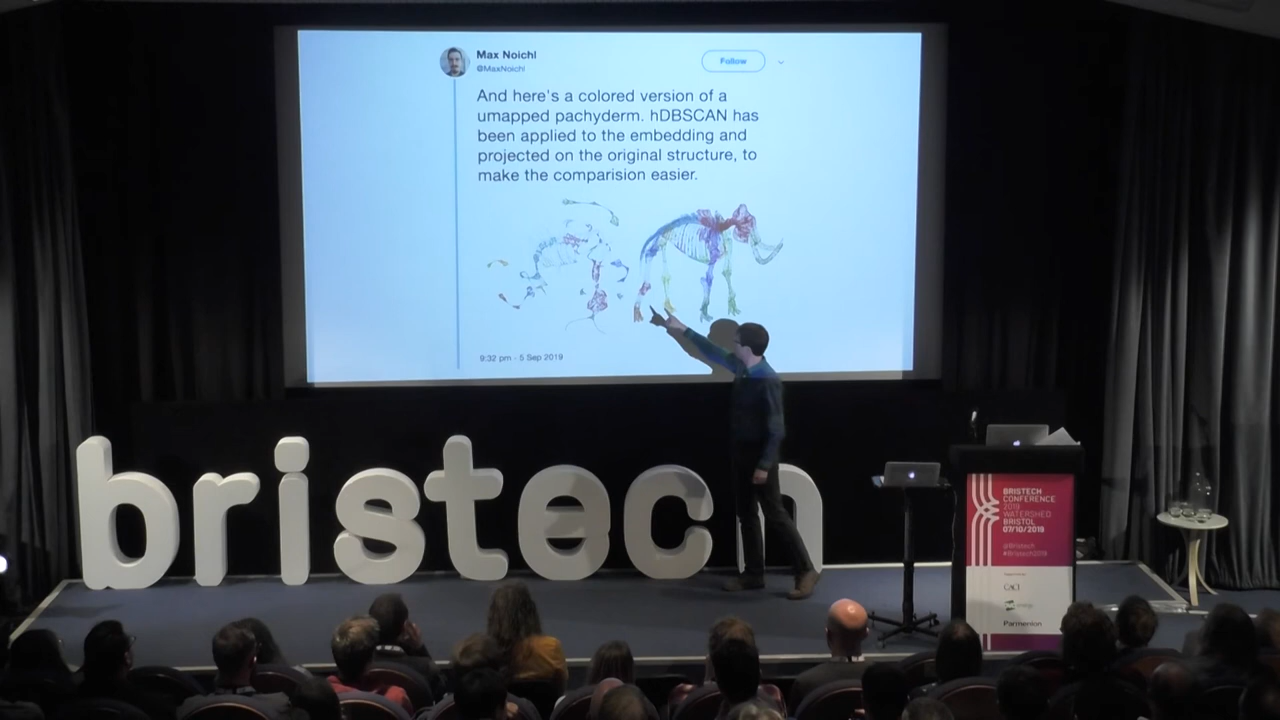 Max Noichl
@MaxNoichl
Follow
And here's a colored version of a
umapped pachyderm. hDBSCAN has
been applied to the embedding and
projected on the original structure, to
make the comparision easier.
9:32 pm - 5 Sep 2019
bristech
BRISTECH
CONFERENCE
2019
WATERSHED
BRISTOL
07/10/2019
@Bristech
#Bristech2019
CACI
Parmenion